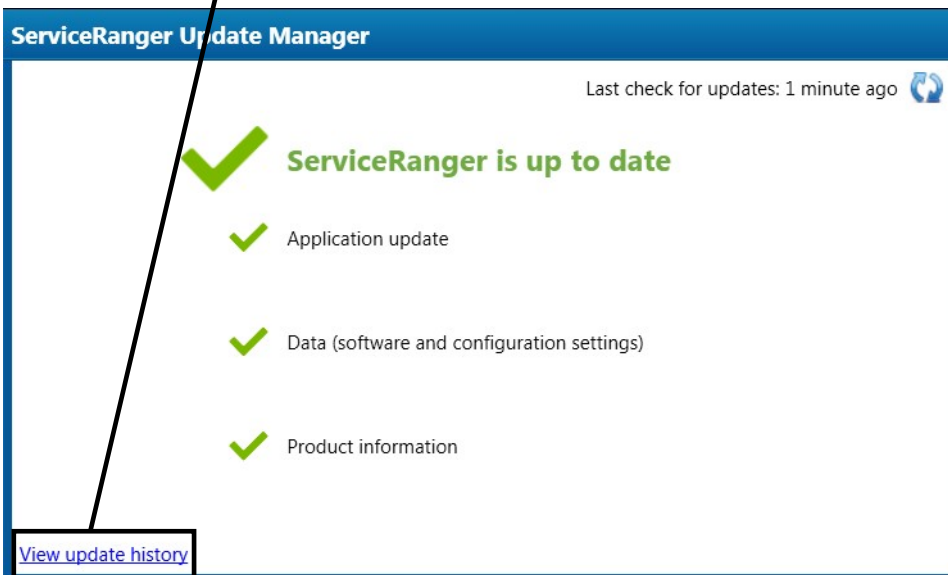 ServiceRanger Update Manager
Last check for updates: 1 minute ago
ServiceRanger is up to date
Application update
Data (software and configuration settings)
Product information
View update history